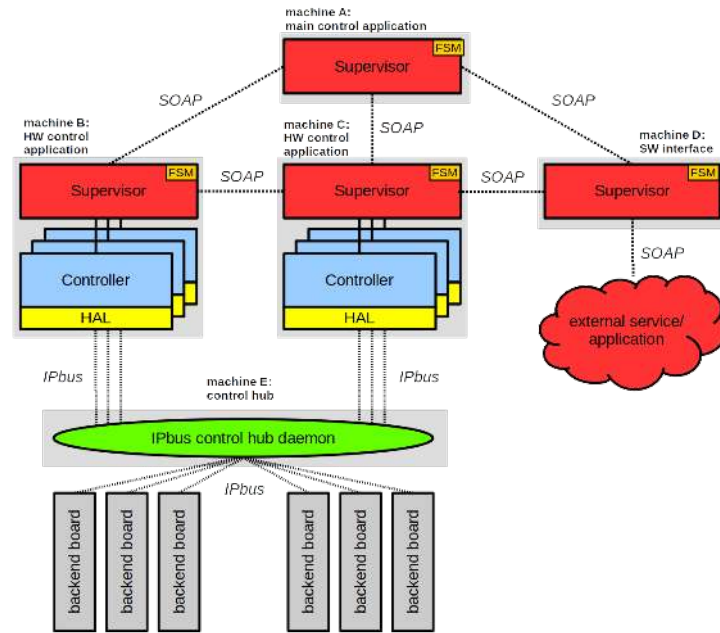 machine A:
main control application
FSM
Supervisor
SOAP
machine B:
HW control
application
machine C:
HW control
application
SOAP
machine D:
SW interface
FSM
Supervisor
SOAP
FSM
Supervisor
SOAP
FSM
Supervisor
SOAP
Controller
HAL
Controller
HAL
external service/
application
IPbus
machine E:
control hub
IPbus
IPbus control hub daemon
IPbus
backend board
backend board
backend board
backend board
backend board
backend board